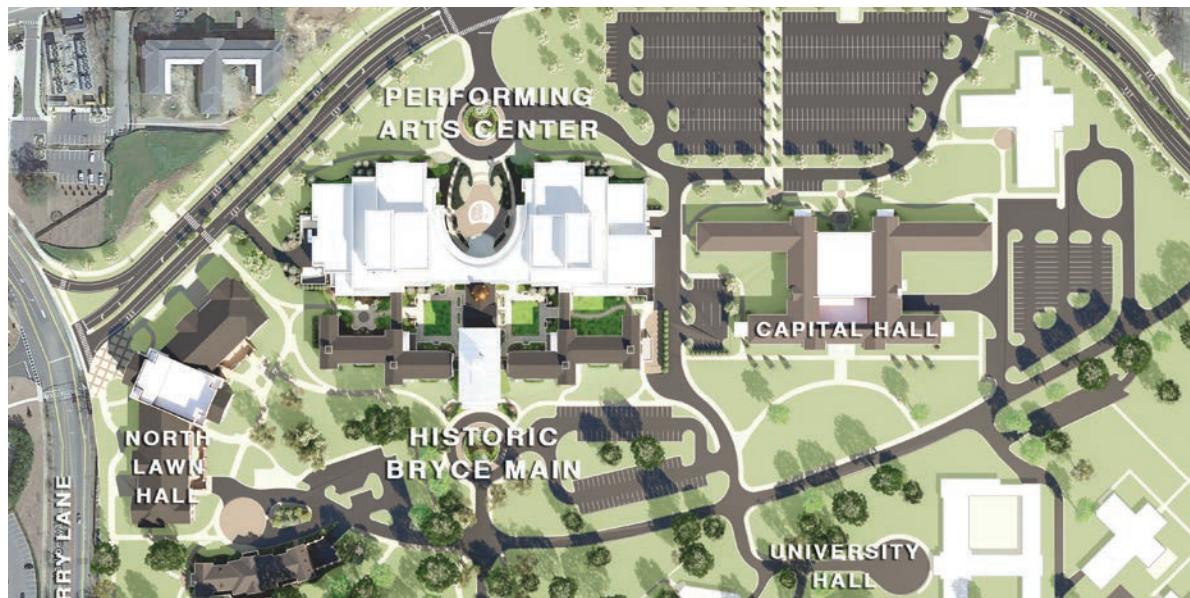 PERFORMING
ARTS CENTER
CAPITAL HALL
HISTORIC
BRYCE MAIN
NORTH
LAWN
HALL
RRY LANE
UNIVERSITY
HALL